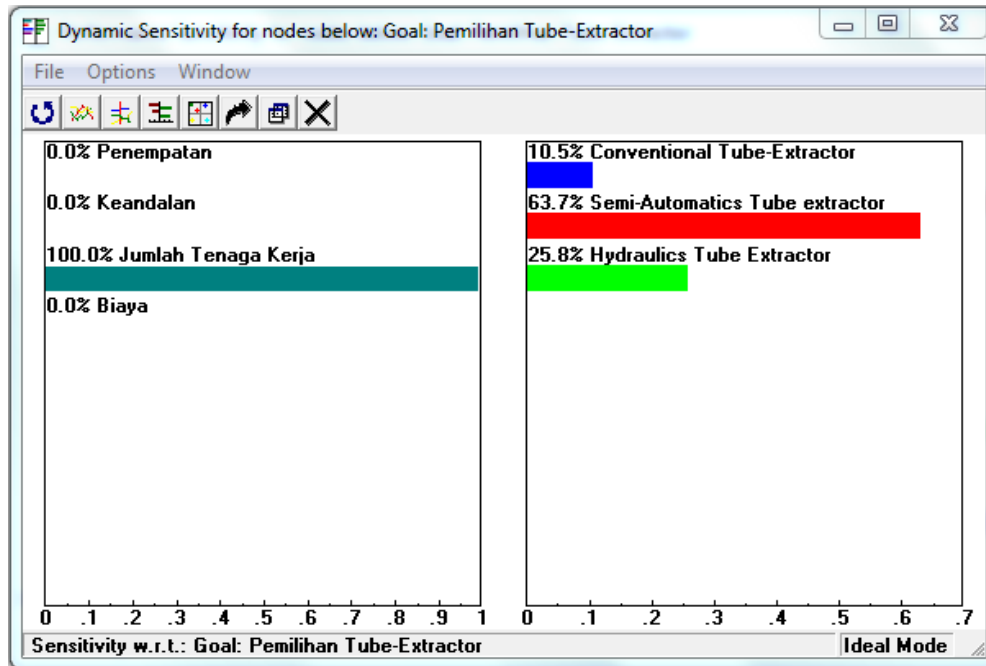 Dynamic Sensitivity for nodes below: Goal: Pemilihan Tube-Extractor
File Options Window
0.0% Penempatan
0.0% Keandalan
100.0% Jumlah Tenaga Kerja
0.0% Biaya
0 .1 .2 .3 .4 .5 .6 .7 .8 .9 1
10.5% Conventional Tube-Extractor
63.7% Semi-Automatics Tube extractor
25.8% Hydraulics Tube Extractor
0 .1 .2 .3 .4 .5 .6 .7
Sensitivity w.r.t.: Goal: Pemilihan Tube-Extractor
Ideal Mode